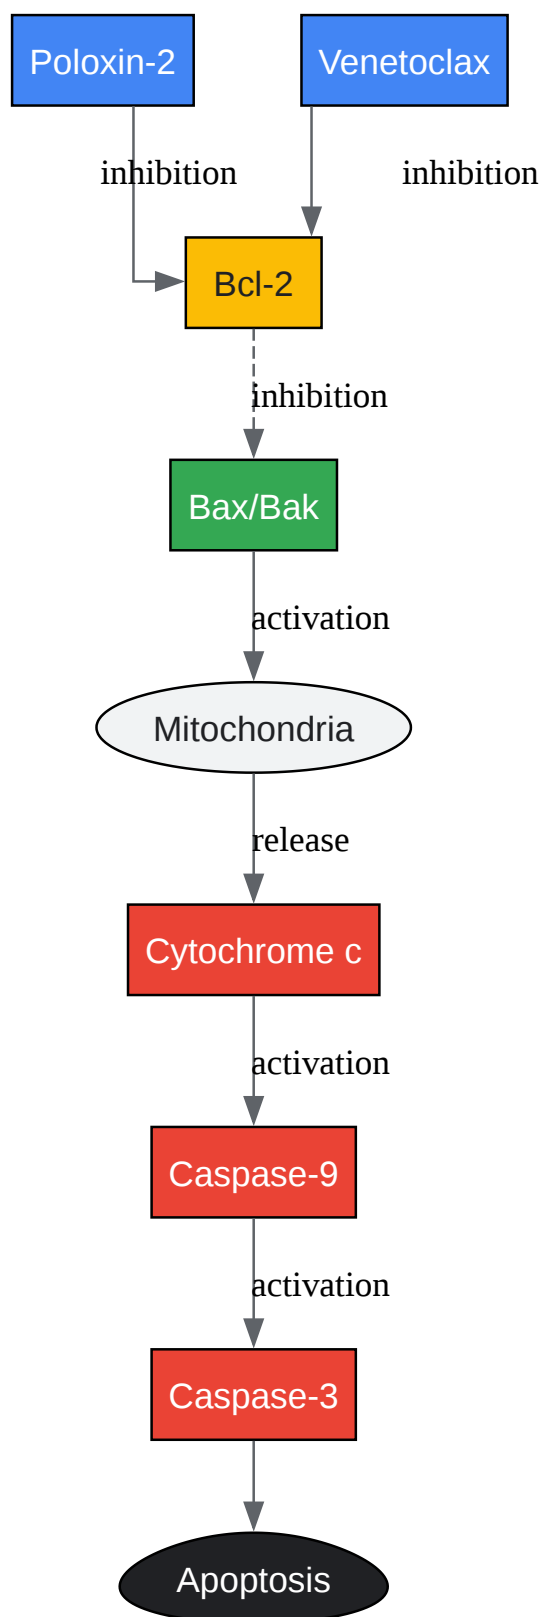 Poloxin-2
Venetoclax
inhibition
inhibition
Bcl-2
inhibition
Bax/Bak
activation
Mitochondria
release
Cytochrome c
activation
Caspase-9
activation
Caspase-3
Apoptosis